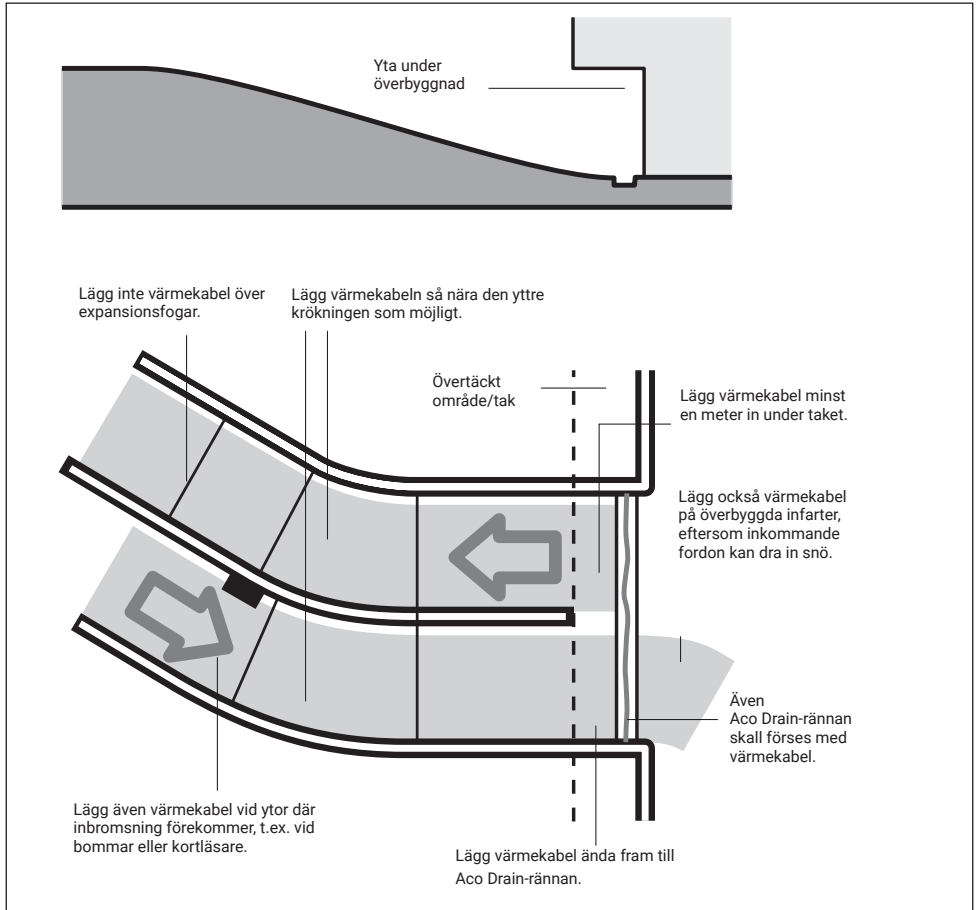 Yta under
överbyggnad
Lägg inte värmekabel över
expansionsfogar.
Lägg värmekabeln så nära den yttre
krökningen som möjligt.
Övertäckt
område/tak
Lägg värmekabel minst
en meter in under taket.
Lägg också värmekabel
på överbyggda infarter,
eftersom inkommande
fordon kan dra in snö.
Även
Aco Drain-rännan
skall förses med
värmekabel.
Lägg även värmekabel vid ytor där
inbromsning förekommer, t.ex. vid
bommar eller kortläsare.
Lägg värmekabel ända fram till
Aco Drain-rännan.